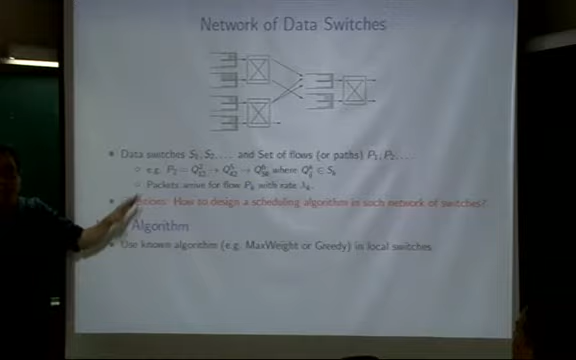 Network of Data Switches
• Data switches S₁, S₂, ... and Set of flows (or paths) P₁, P₂ ...
○ e.g. → → where ∈
○ Packets arrive for flow Pₖ with rate λₖ.
• How to design a scheduling algorithm in such network of switches?
Algorithm
• Use known algorithm (e.g. MaxWeight or Greedy) in local switches